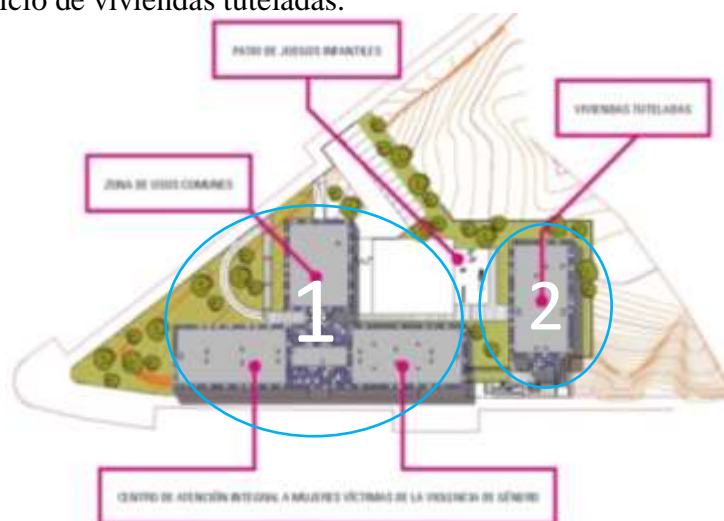 icio de viviendas tuteladas.
PATIO DE JUEGOS INFANTILES
VIVIENDAS TUTELADAS
ZONA DE USOS COMUNES
1
2
CENTRO DE ATENCIÓN INTEGRAL A MUJERES VÍCTIMAS DE LA VIOLENCIA DE GÉNERO